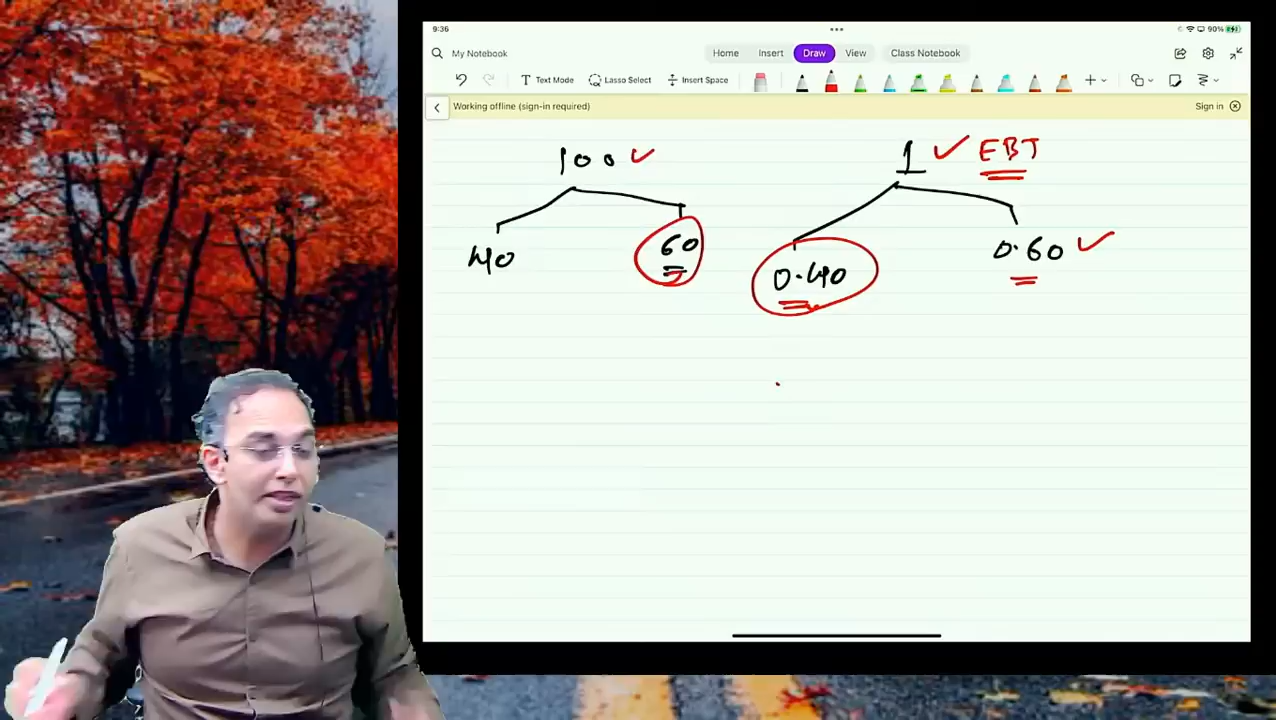 9:36
90%
My Notebook
Home Insert Draw View Class Notebook
Text Mode Lasso Select Insert Space
Working offline (sign-in required) Sign in
100 1 EBT
40 60 0.40 0.60